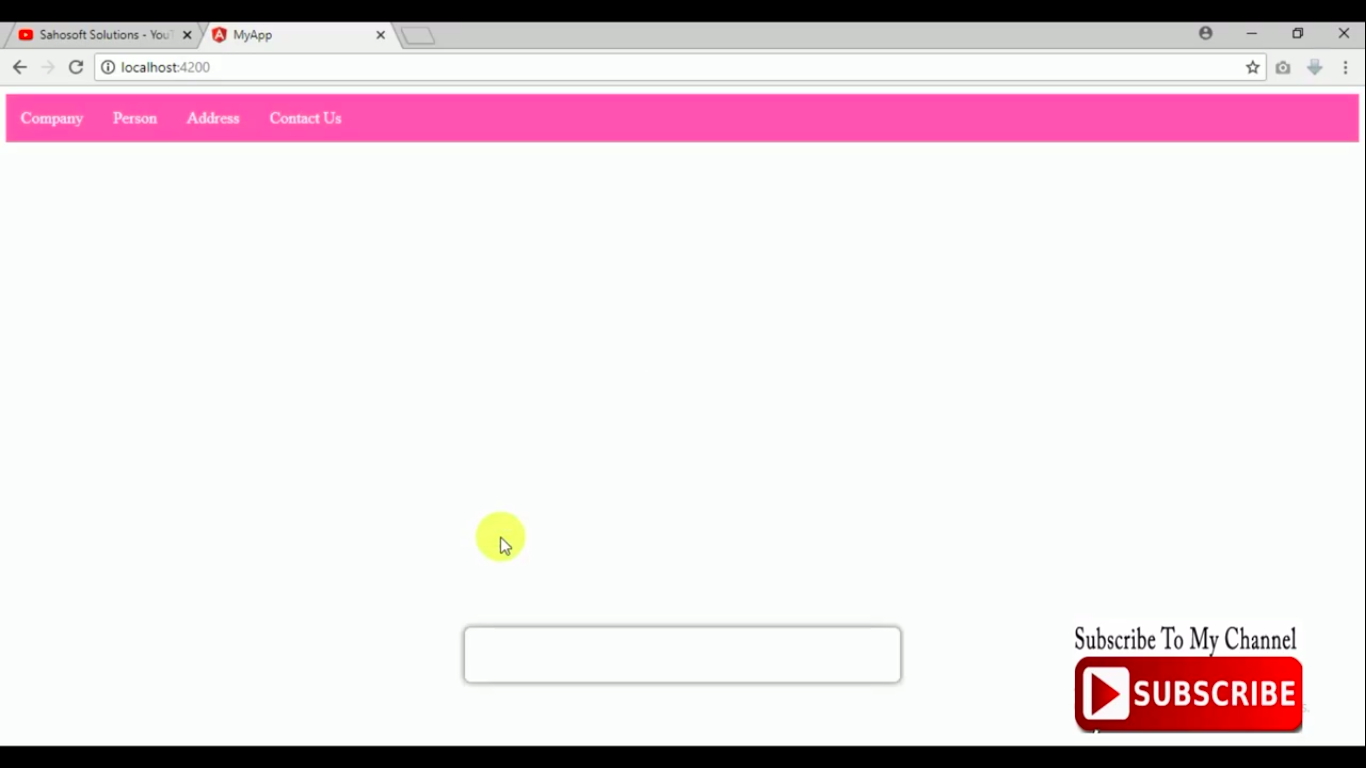 Sahosoft Solutions - YouT
MyApp
localhost:4200
Company Person Address Contact Us
Subscribe To My Channel
SUBSCRIBE